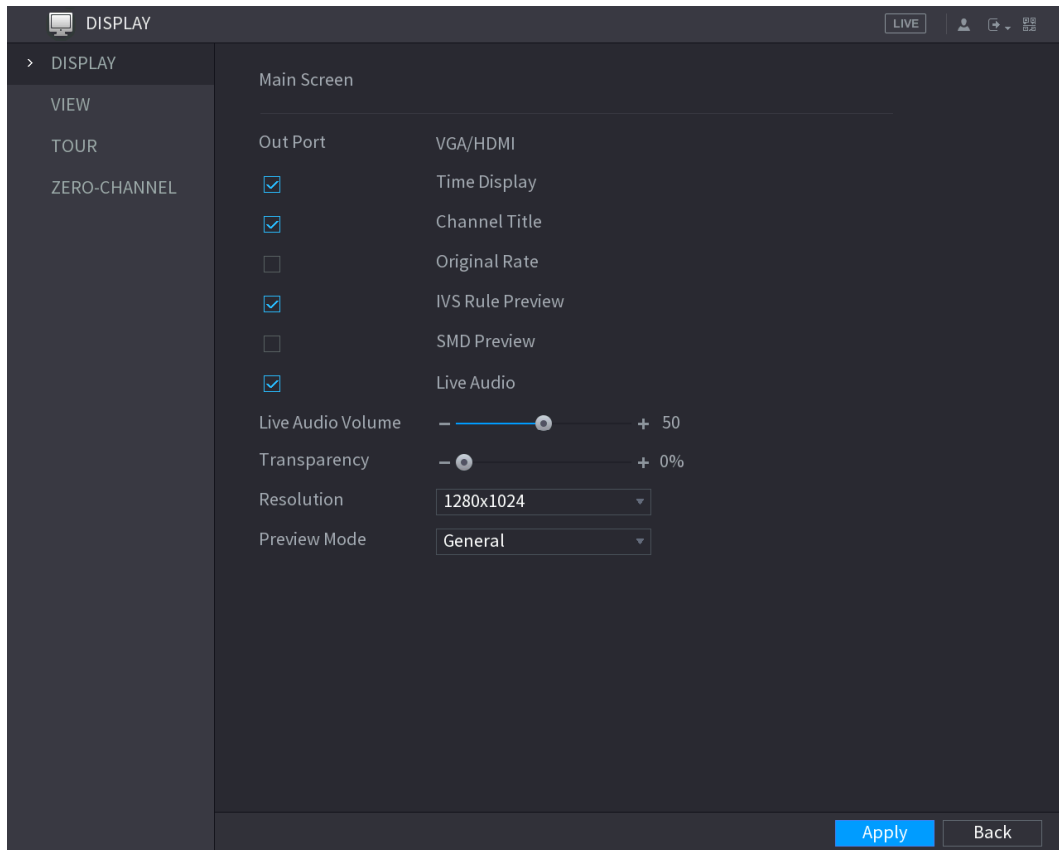 DISPLAY
LIVE
DISPLAY
VIEW
TOUR
ZERO-CHANNEL
Main Screen
Out Port VGA/HDMI
Time Display
Channel Title
Original Rate
IVS Rule Preview
SMD Preview
Live Audio
Live Audio Volume − + 50
Transparency − + 0%
Resolution 1280x1024
Preview Mode General
Apply Back